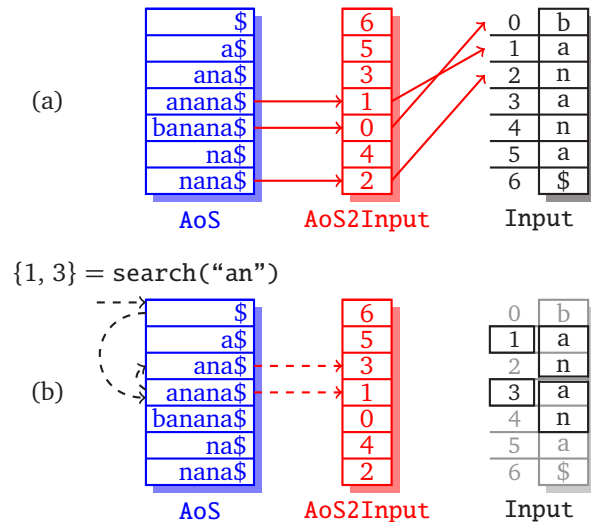 $ 6 0 b
a$ 5 1 a
ana$ 3 2 n
(a) anana$ 1 3 a
banana$ 0 4 n
na$ 4 5 a
nana$ 2 6 $
AoS AoS2Input Input
{1, 3} = search(“an”)
$ 6 0 b
a$ 5 1 a
ana$ 3 2 n
(b) anana$ 1 3 a
banana$ 0 4 n
na$ 4 5 a
nana$ 2 6 $
AoS AoS2Input Input